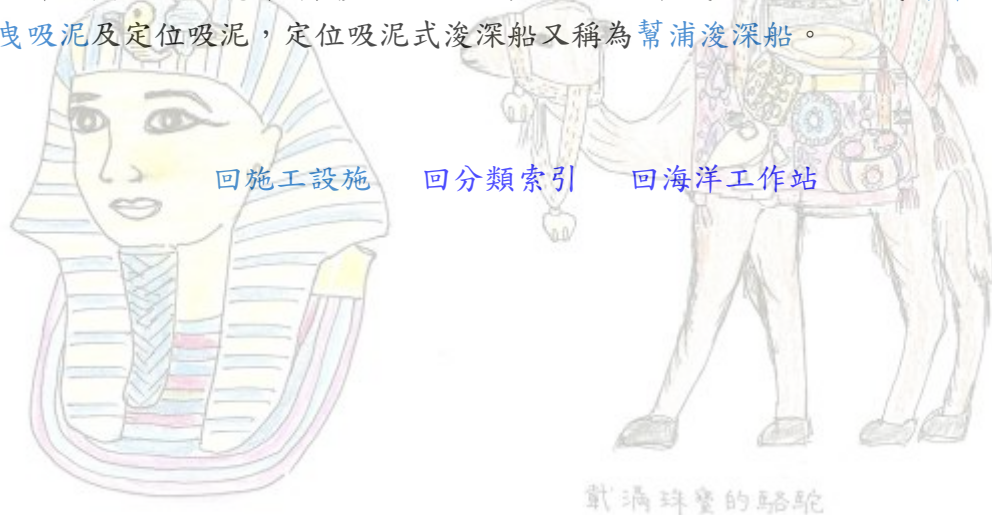 曳吸泥及定位吸泥，定位吸泥式浚深船又稱為幫浦浚深船。
回施工設施 回分類索引 回海洋工作站
載滿珠寶的駱駝